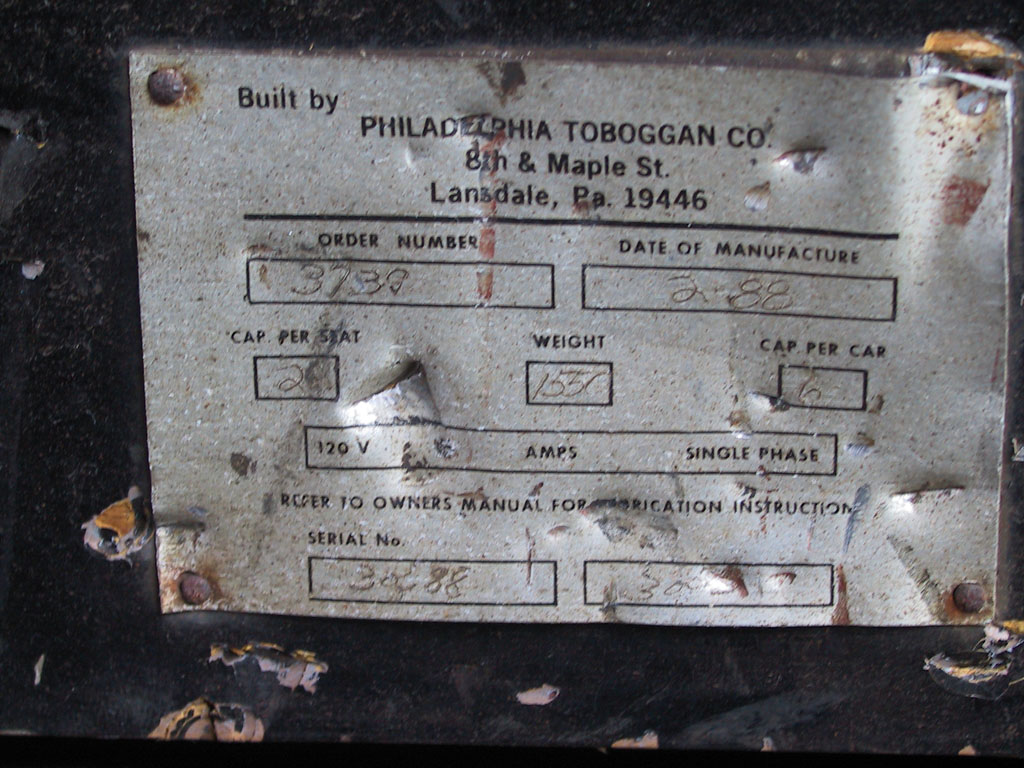 Built by
PHILADELPHIA TOBOGGAN CO.
8th & Maple St.
Lansdale, Pa. 19446
ORDER NUMBER DATE OF MANUFACTURE
2-88
CAP. PER SEAT WEIGHT CAP. PER CAR
2 1550 6
120 V AMPS SINGLE PHASE
REFER TO OWNERS MANUAL FOR LUBRICATION INSTRUCTION
SERIAL No.